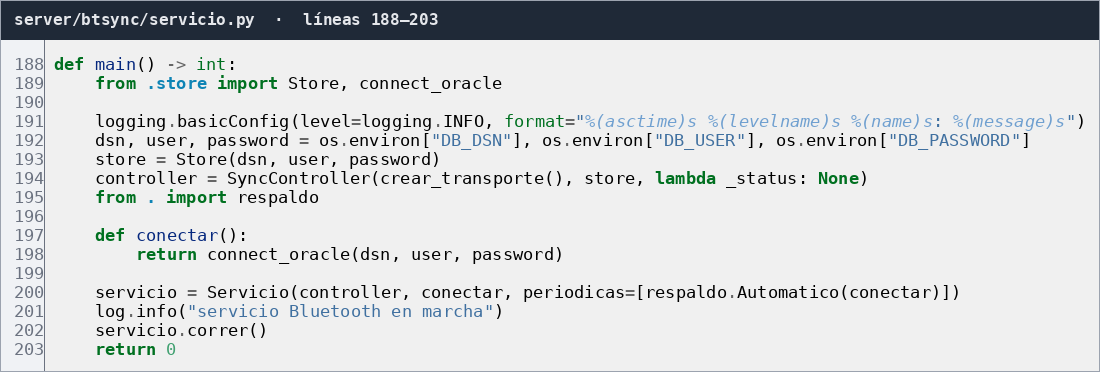 server/btsync/servicio.py  ·  líneas 188–203
188 def main() -> int:
189     from .store import Store, connect_oracle
190
191     logging.basicConfig(level=logging.INFO, format="%(asctime)s %(levelname)s %(name)s: %(message)s")
192     dsn, user, password = os.environ["DB_DSN"], os.environ["DB_USER"], os.environ["DB_PASSWORD"]
193     store = Store(dsn, user, password)
194     controller = SyncController(crear_transporte(), store, lambda _status: None)
195     from . import respaldo
196
197     def conectar():
198         return connect_oracle(dsn, user, password)
199
200     servicio = Servicio(controller, conectar, periodicas=[respaldo.Automatico(conectar)])
201     log.info("servicio Bluetooth en marcha")
202     servicio.correr()
203     return 0